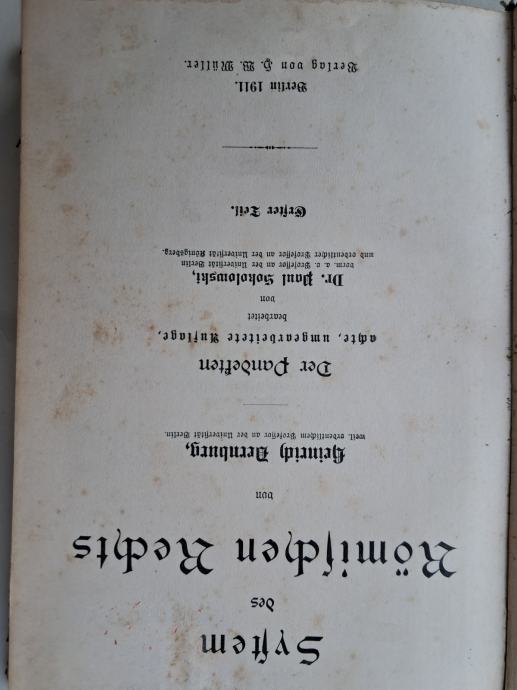 System
des
Römischen Rechts
von
Heinrich Dernburg,
weil. ordentlichem Professor an der Universität Berlin.
Der Pandekten
achte, umgearbeitete Auflage,
bearbeitet
von
Dr. Paul Sokolowski,
vorm. a. o. Professor an der Universität Berlin
und ordentlicher Professor an der Universität Königsberg.
Erster Teil.
Berlin 1911.
Verlag von H. W. Müller.